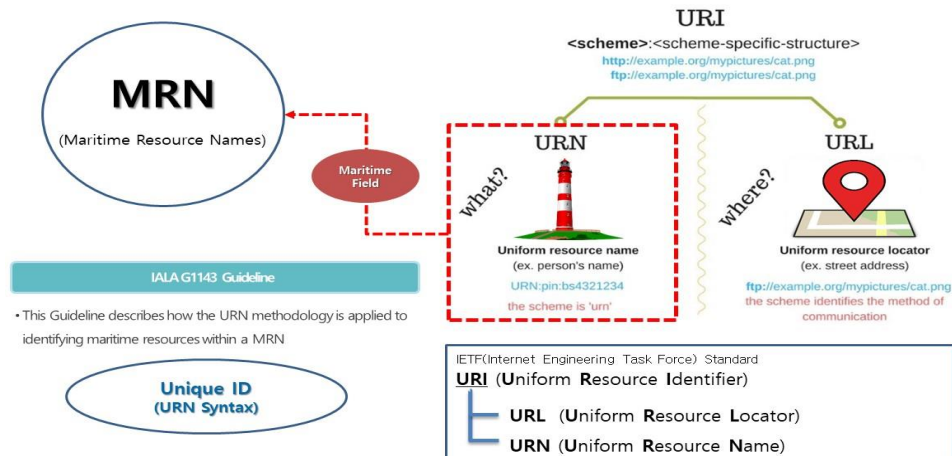 MRN
(Maritime Resource Names)
Maritime
Field
IALA G1143 Guideline
• This Guideline describes how the URN methodology is applied to
identifying maritime resources within a MRN
Unique ID
(URN Syntax)
URI
<scheme>:<scheme-specific-structure>
http://example.org/mypictures/cat.png
ftp://example.org/mypictures/cat.png
URN
what?
Uniform resource name
(ex. person's name)
URN:pin:bs4321234
the scheme is 'urn'
URL
where?
Uniform resource locator
(ex. street address)
ftp://example.org/mypictures/cat.png
the scheme identifies the method of
communication
IETF(Internet Engineering Task Force) Standard
URI (Uniform Resource Identifier)
URL (Uniform Resource Locator)
URN (Uniform Resource Name)